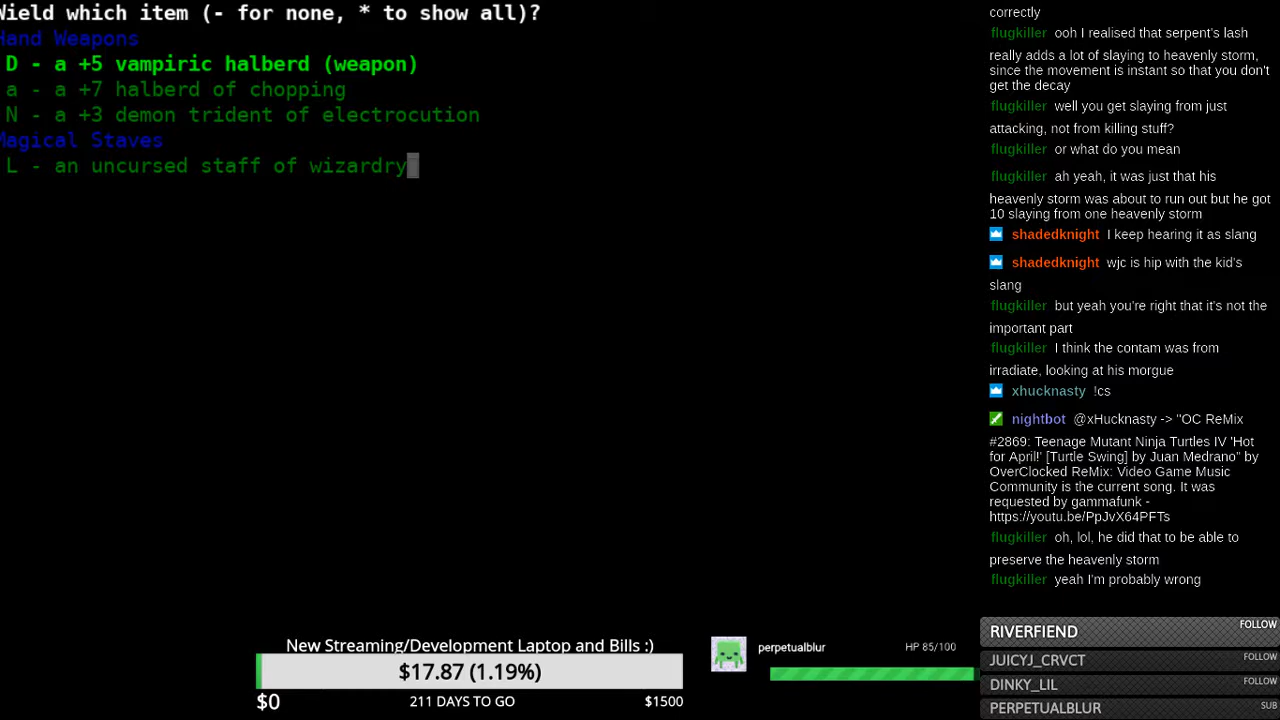 Wield which item (- for none, * to show all)?
Hand Weapons
D - a +5 vampiric halberd (weapon)
a - a +7 halberd of chopping
N - a +3 demon trident of electrocution
Magical Staves
L - an uncursed staff of wizardry
correctly
flugkiller ooh I realised that serpent's lash
really adds a lot of slaying to heavenly storm,
since the movement is instant so that you don't
get the decay
flugkiller well you get slaying from just
attacking, not from killing stuff?
flugkiller or what do you mean
flugkiller ah yeah, it was just that his
heavenly storm was about to run out but he got
10 slaying from one heavenly storm
shadedknight I keep hearing it as slang
shadedknight wjc is hip with the kid's
slang
flugkiller but yeah you're right that it's not the
important part
flugkiller I think the contam was from
irradiate, looking at his morgue
xhucknasty !cs
nightbot @xHucknasty -> "OC ReMix
#2869: Teenage Mutant Ninja Turtles IV 'Hot
for April!' [Turtle Swing] by Juan Medrano" by
OverClocked ReMix: Video Game Music
Community is the current song. It was
requested by gammafunk -
https://youtu.be/PpJvX64PFTs
flugkiller oh, lol, he did that to be able to
preserve the heavenly storm
flugkiller yeah I'm probably wrong
New Streaming/Development Laptop and Bills :)
$17.87 (1.19%)
$0 211 DAYS TO GO $1500
perpetualblur HP 85/100
RIVERFIEND FOLLOW
JUICYJ_CRVCT FOLLOW
DINKY_LIL FOLLOW
PERPETUALBLUR SUB